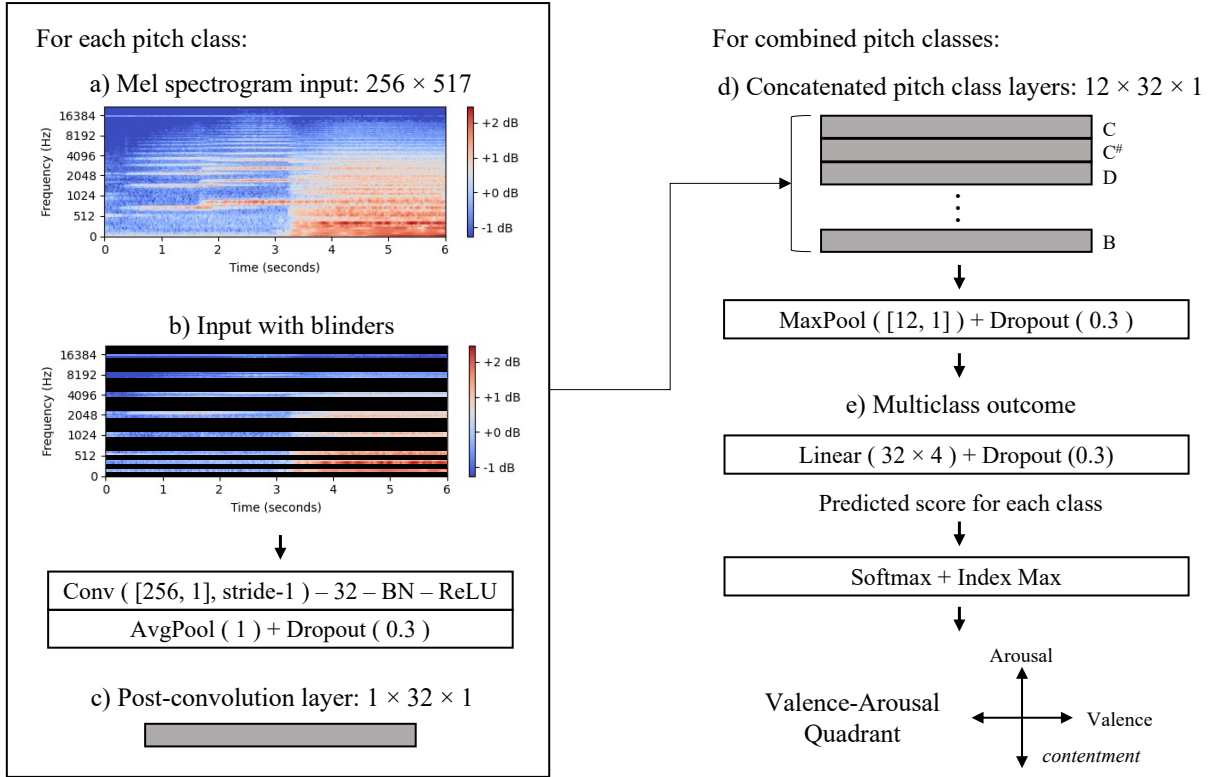 For each pitch class:
a) Mel spectrogram input: 256 × 517
16384
8192
4096
2048
1024
512
0
Frequency (Hz)
0 1 2 3 4 5 6
Time (seconds)
+2 dB
+1 dB
+0 dB
-1 dB
b) Input with blinders
16384
8192
4096
2048
1024
512
0
Frequency (Hz)
0 1 2 3 4 5 6
Time (seconds)
+2 dB
+1 dB
+0 dB
-1 dB
Conv ( [256, 1], stride-1 ) – 32 – BN – ReLU
AvgPool ( 1 ) + Dropout ( 0.3 )
c) Post-convolution layer: 1 × 32 × 1
For combined pitch classes:
d) Concatenated pitch class layers: 12 × 32 × 1
C
C#
D
B
MaxPool ( [12, 1] ) + Dropout ( 0.3 )
e) Multiclass outcome
Linear ( 32 × 4 ) + Dropout (0.3)
Predicted score for each class
Softmax + Index Max
Valence-Arousal
Quadrant
Arousal
Valence
contentment